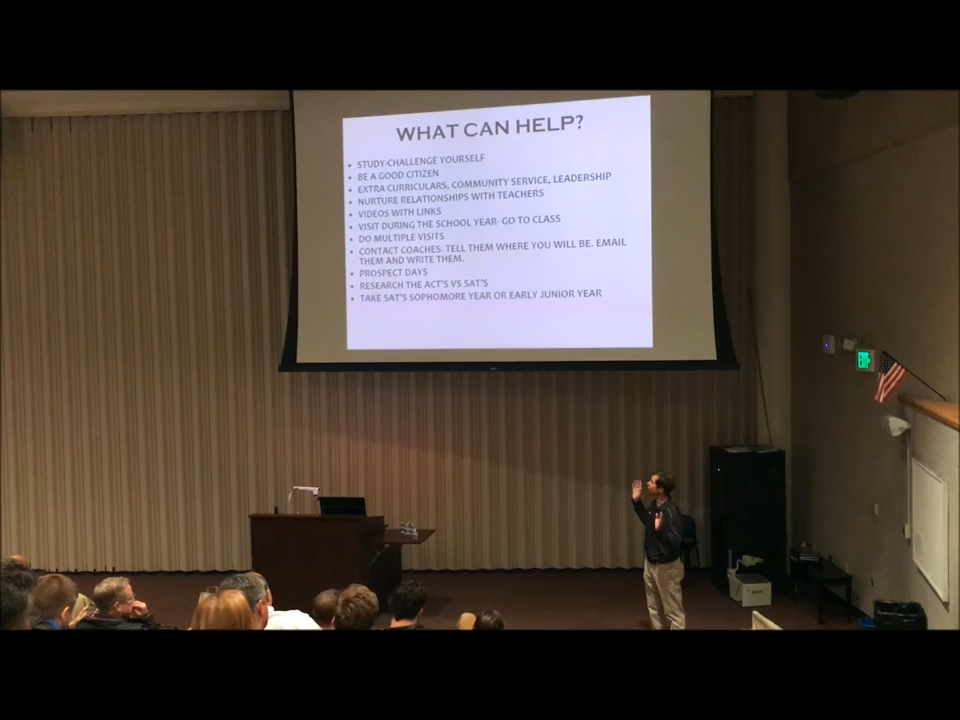 WHAT CAN HELP?
• STUDY-CHALLENGE YOURSELF
• BE A GOOD CITIZEN
• EXTRA CURRICULARS, COMMUNITY SERVICE, LEADERSHIP
• NURTURE RELATIONSHIPS WITH TEACHERS
• VIDEOS WITH LINKS
• VISIT DURING THE SCHOOL YEAR- GO TO CLASS
• DO MULTIPLE VISITS
• CONTACT COACHES. TELL THEM WHERE YOU WILL BE. EMAIL
THEM AND WRITE THEM.
• PROSPECT DAYS
• RESEARCH THE ACT'S VS SAT'S
• TAKE SAT'S SOPHOMORE YEAR OR EARLY JUNIOR YEAR